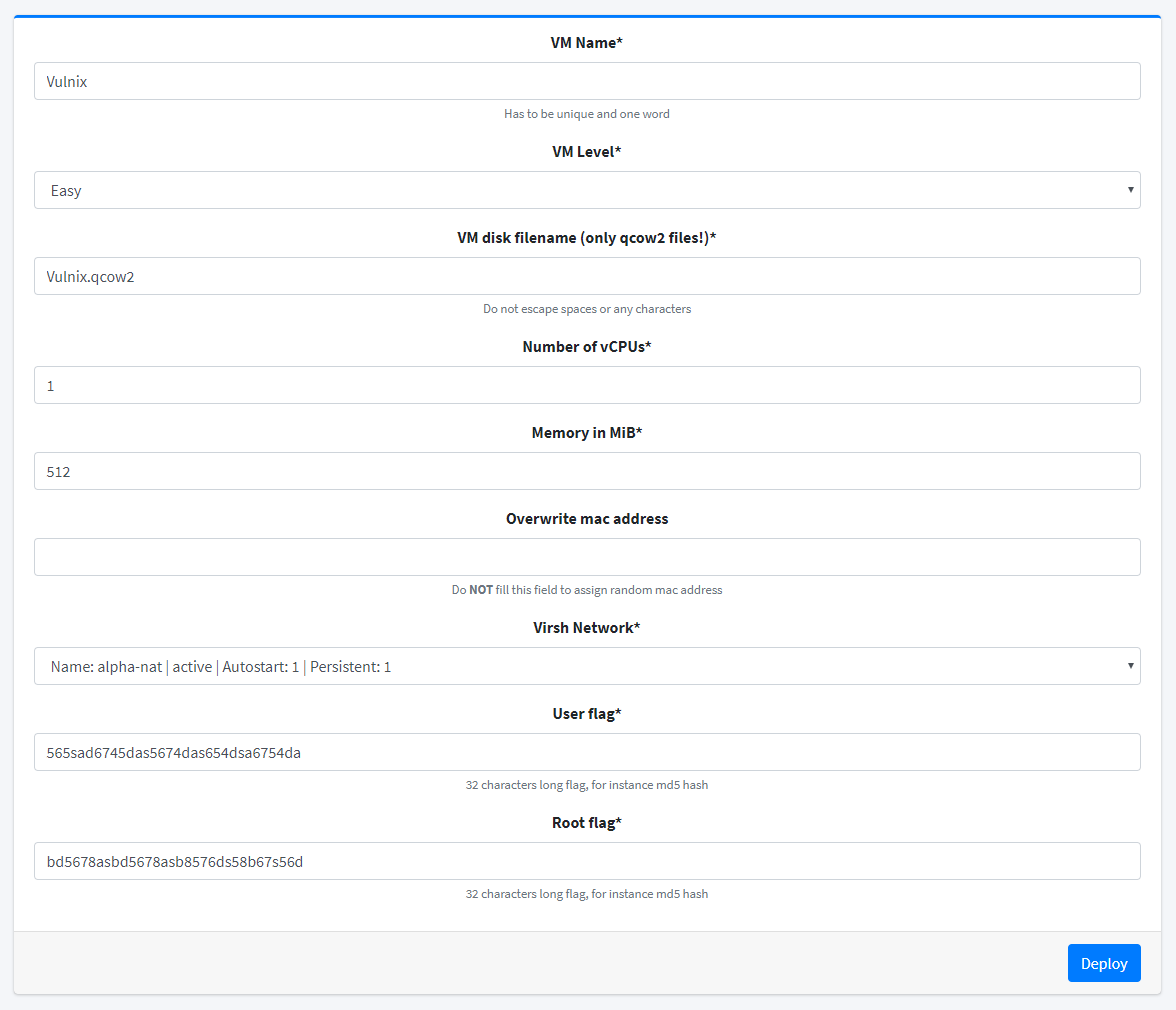 VM Name*
Vulnix
Has to be unique and one word
VM Level*
Easy
VM disk filename (only qcow2 files!)*
Vulnix.qcow2
Do not escape spaces or any characters
Number of vCPUs*
1
Memory in MiB*
512
Overwrite mac address
Do NOT fill this field to assign random mac address
Virsh Network*
Name: alpha-nat | active | Autostart: 1 | Persistent: 1
User flag*
565sad6745das5674das654dsa6754da
32 characters long flag, for instance md5 hash
Root flag*
bd5678asbd5678asb8576ds58b67s56d
32 characters long flag, for instance md5 hash
Deploy